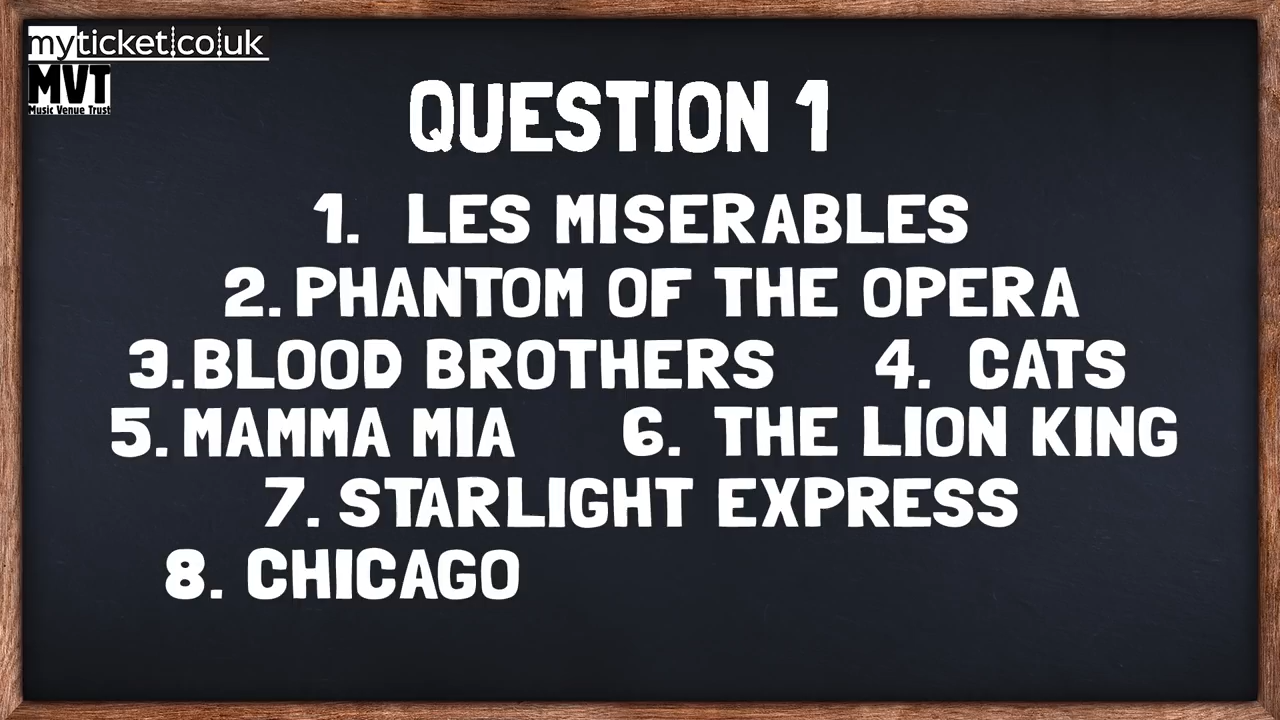 myticket.co.uk
MVT
Music Venue Trust
QUESTION 1
1. LES MISERABLES
2. PHANTOM OF THE OPERA
3. BLOOD BROTHERS 4. CATS
5. MAMMA MIA 6. THE LION KING
7. STARLIGHT EXPRESS
8. CHICAGO